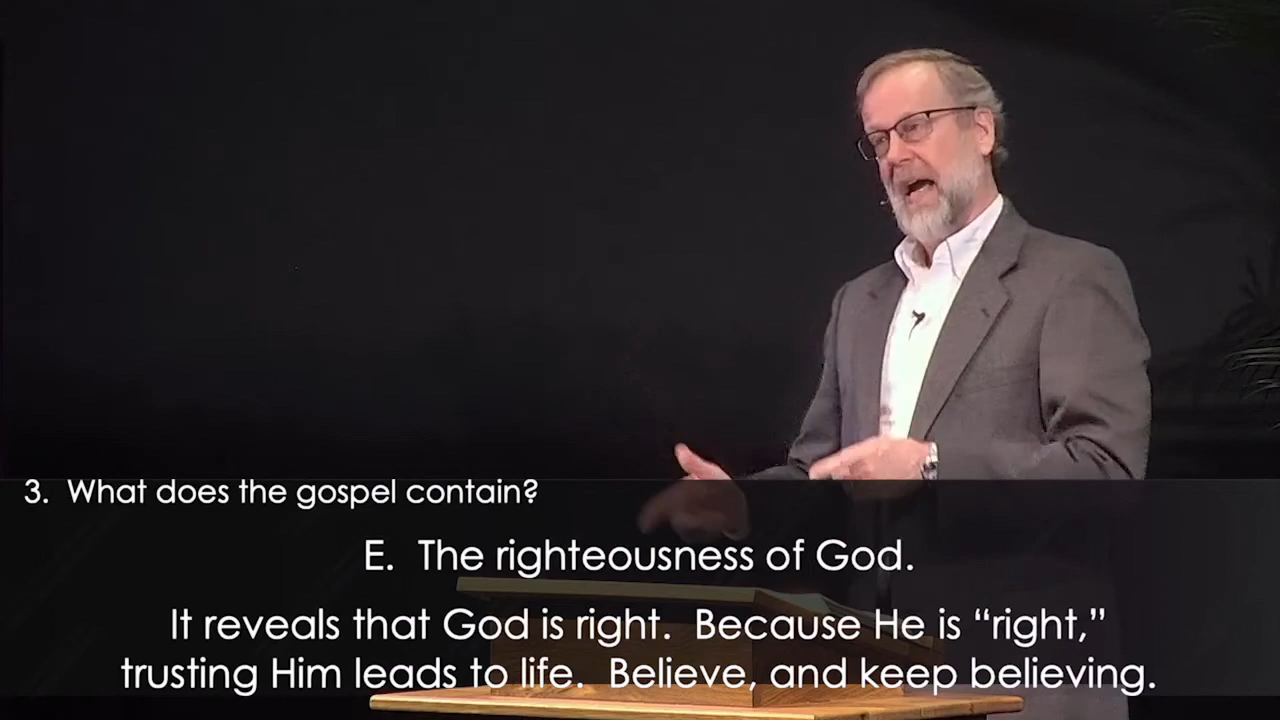 3. What does the gospel contain?
E. The righteousness of God.
It reveals that God is right. Because He is “right,”
trusting Him leads to life. Believe, and keep believing.